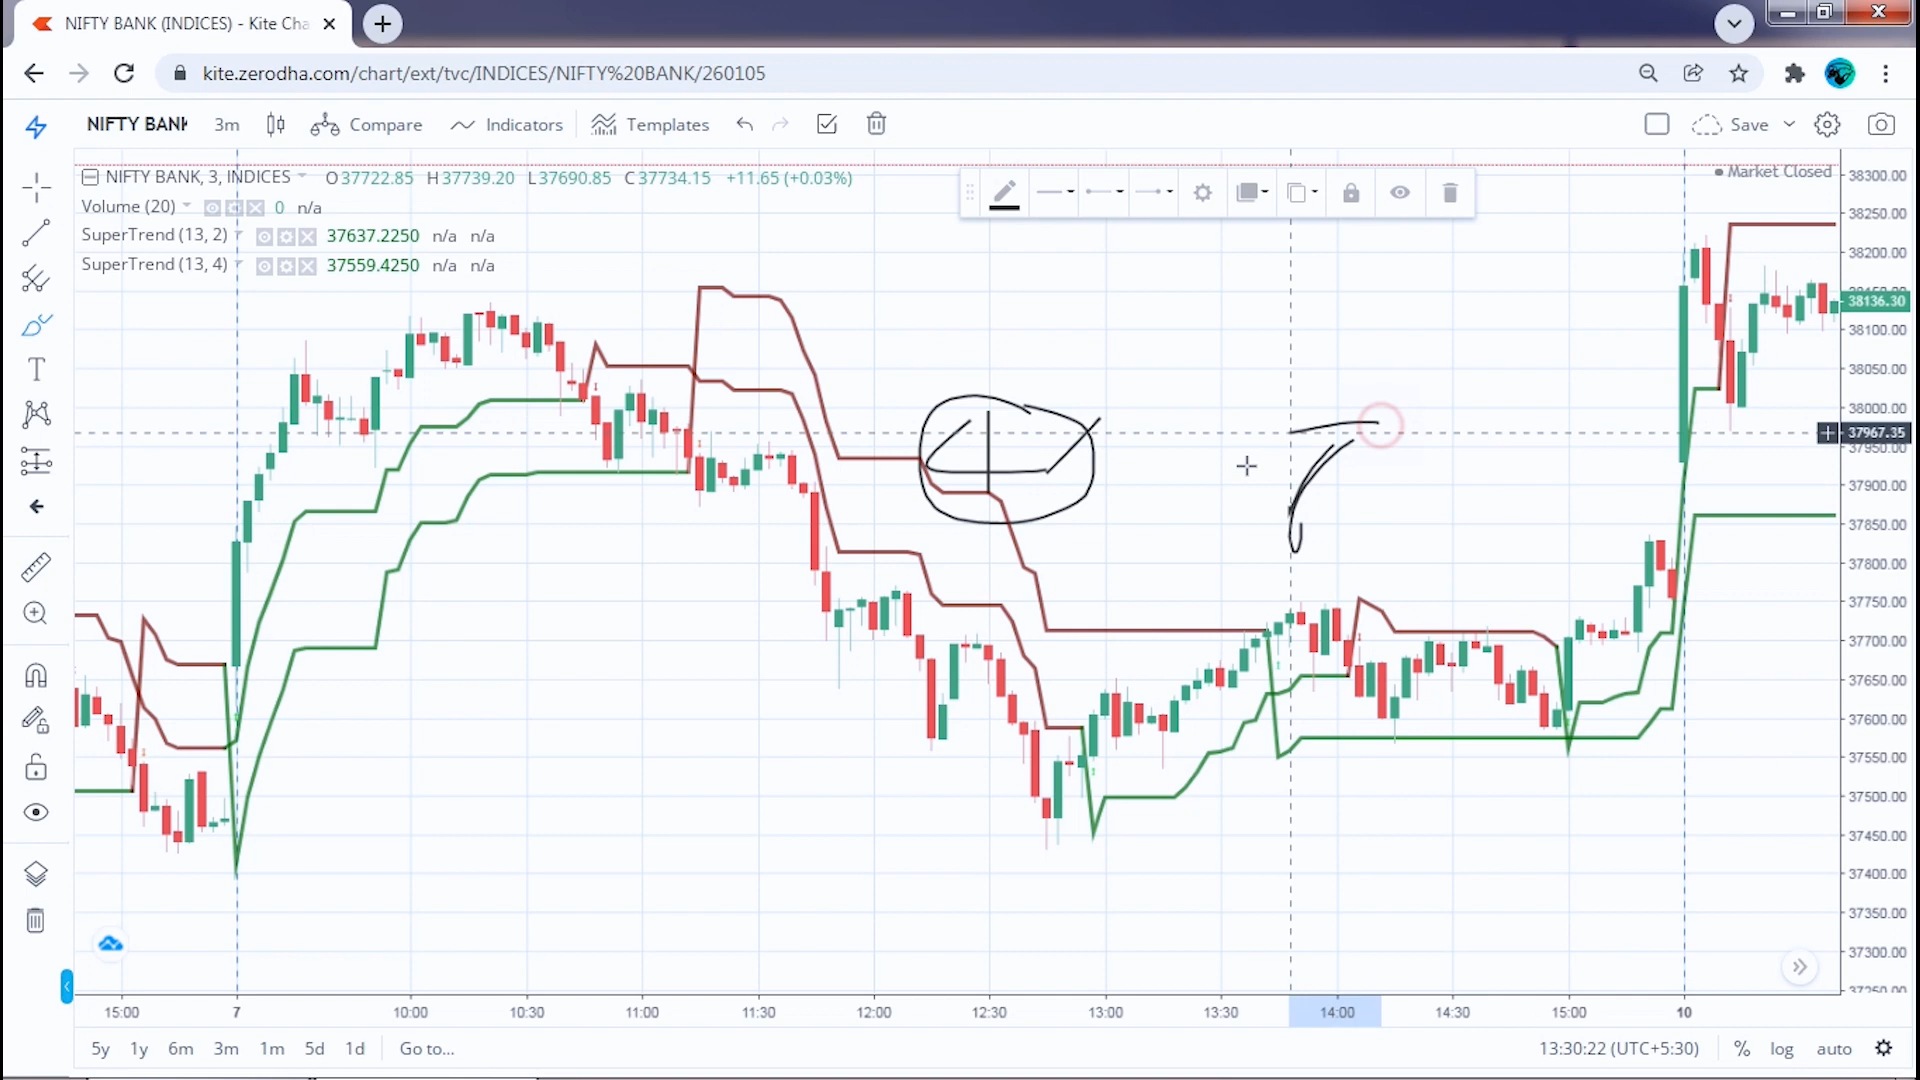 NIFTY BANK (INDICES) - Kite Cha
kite.zerodha.com/chart/ext/tvc/INDICES/NIFTY%20BANK/260105
NIFTY BANK 3m Compare Indicators Templates Save
NIFTY BANK, 3, INDICES O37722.85 H37739.20 L37690.85 C37734.15 +11.65 (+0.03%)
Market Closed
Volume (20) 0 n/a
SuperTrend (13, 2) 37637.2250 n/a n/a
SuperTrend (13, 4) 37559.4250 n/a n/a
38300.00
38250.00
38200.00
38136.30
38100.00
38050.00
38000.00
37967.35
37950.00
37900.00
37850.00
37800.00
37750.00
37700.00
37650.00
37600.00
37550.00
37500.00
37450.00
37400.00
37350.00
37300.00
15:00 7 10:00 10:30 11:00 11:30 12:00 12:30 13:00 13:30 14:00 14:30 15:00 10
5y 1y 6m 3m 1m 5d 1d Go to... 13:30:22 (UTC+5:30) % log auto